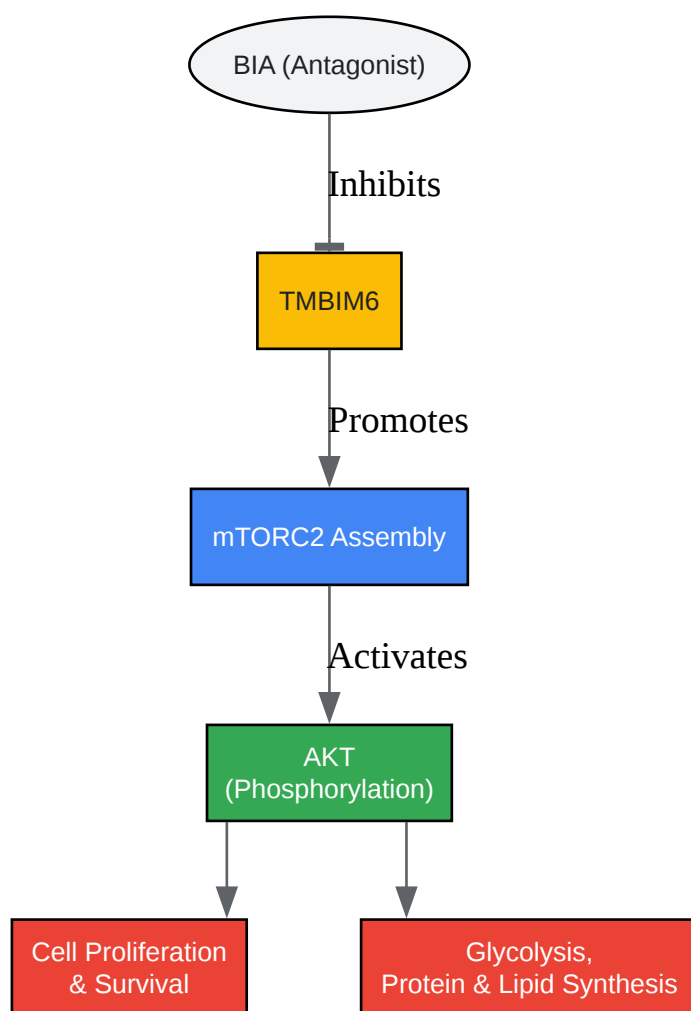 BIA (Antagonist)
Inhibits
TMBIM6
Promotes
mTORC2 Assembly
Activates
AKT
(Phosphorylation)
Cell Proliferation
& Survival
Glycolysis,
Protein & Lipid Synthesis